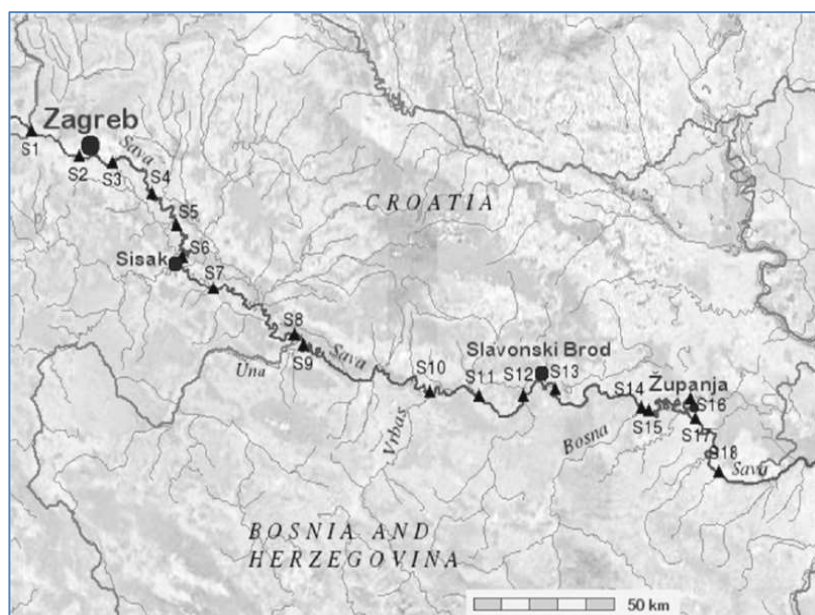 Zagreb
Sava
S1
S2
S3
S4
CROATIA
S5
S6
Sisak
S7
S8
Una
S9
Sava
Slavonski Brod
S10
S11
S12
S13
S14
Županja
S15
S16
S17
Vrbas
Bosna
S18
Sava
BOSNIA AND
HERZEGOVINA
50 km